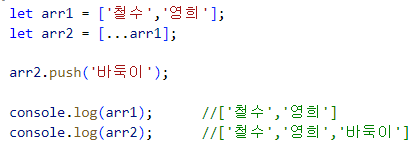 let arr1 = ['철수','영희'];
let arr2 = [...arr1];
arr2.push('바둑이');
console.log(arr1); //['철수','영희']
console.log(arr2); //['철수','영희','바둑이']